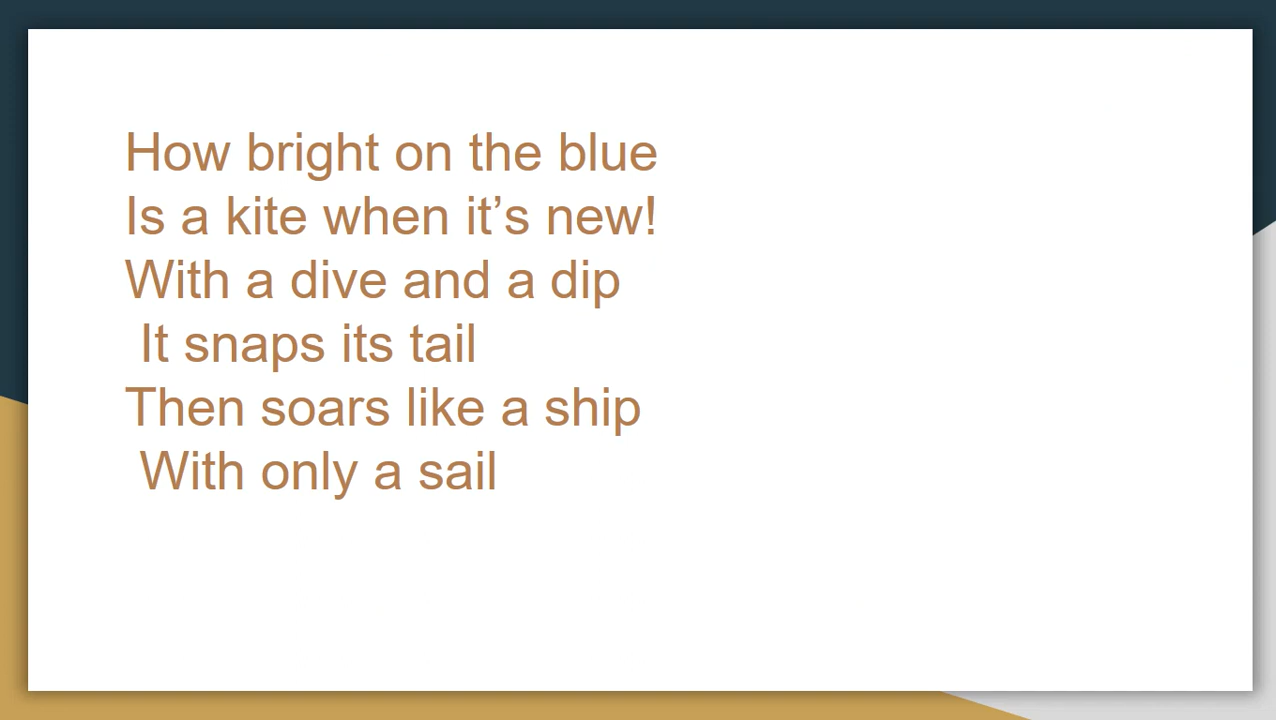 How bright on the blue
Is a kite when it’s new!
With a dive and a dip
It snaps its tail
Then soars like a ship
With only a sail